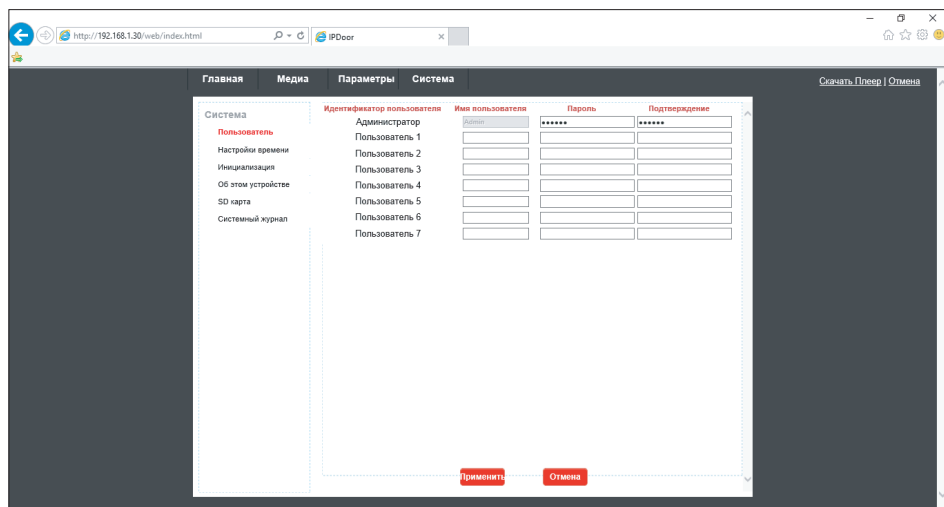 http://192.168.1.30/web/index.html
IPDoor
Главная Медиа Параметры Система
Скачать Плеер | Отмена
Система
Пользователь
Настройки времени
Инициализация
Об этом устройстве
SD карта
Системный журнал
Идентификатор пользователя Имя пользователя Пароль Подтверждение
Администратор Admin •••••• ••••••
Пользователь 1
Пользователь 2
Пользователь 3
Пользователь 4
Пользователь 5
Пользователь 6
Пользователь 7
Применить Отмена